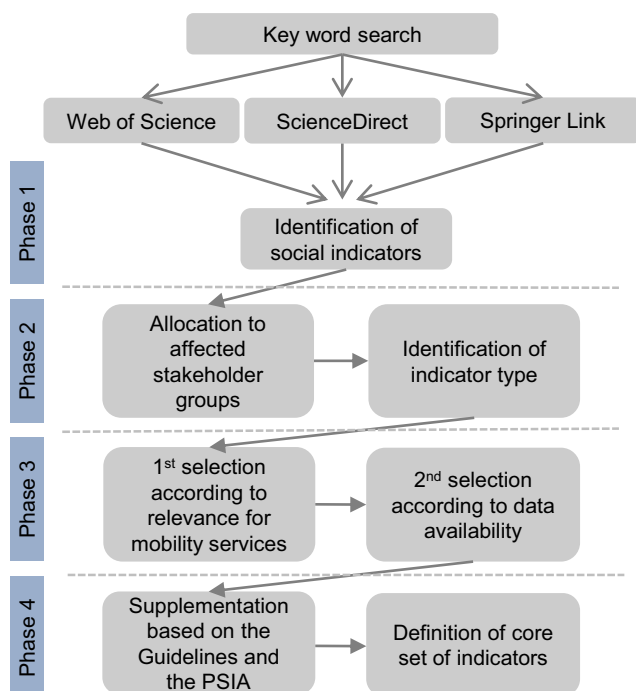 Key word search
Web of Science
ScienceDirect
Springer Link
Phase 1
Identification of
social indicators
Phase 2
Allocation to
affected
stakeholder
groups
Identification of
indicator type
Phase 3
1st selection
according to
relevance for
mobility services
2nd selection
according to data
availability
Phase 4
Supplementation
based on the
Guidelines and
the PSIA
Definition of core
set of indicators